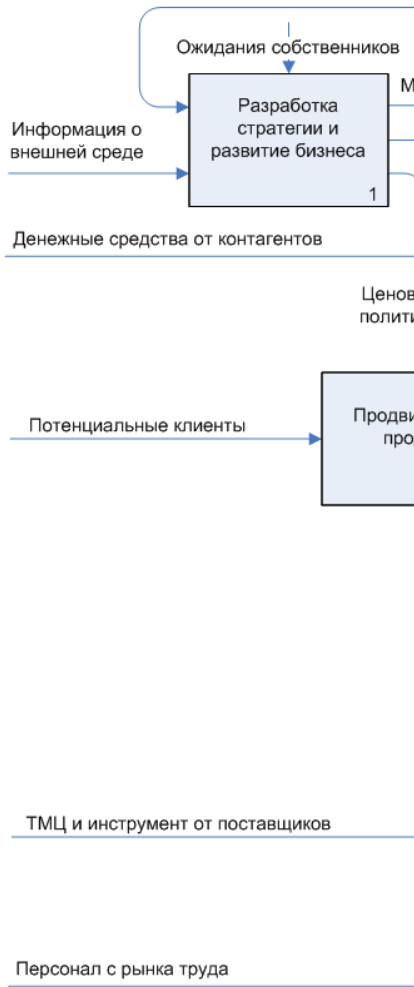 Ожидания собственников
М
Разработка
стратегии и
развитие бизнеса
1
Информация о
внешней среде
Денежные средства от контагентов
Ценов
полити
Потенциальные клиенты
Продви
про
ТМЦ и инструмент от поставщиков
Персонал с рынка труда